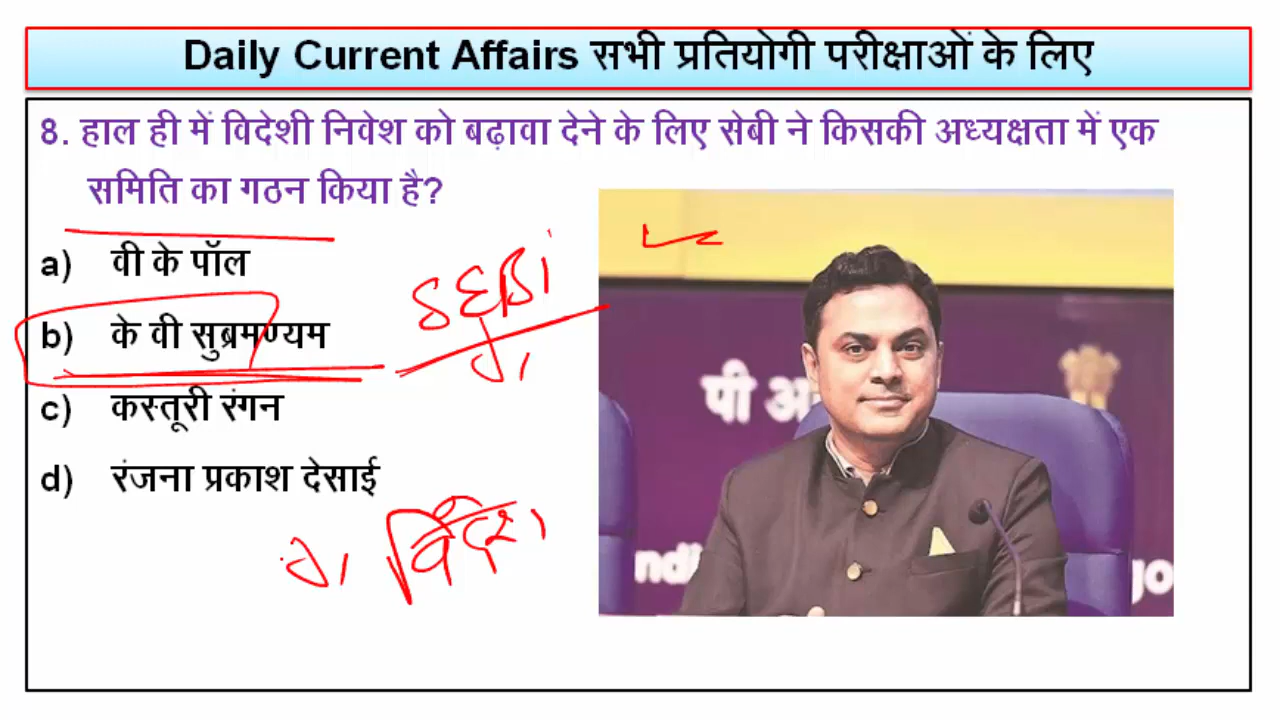 Daily Current Affairs सभी प्रतियोगी परीक्षाओं के लिए
8. हाल ही में विदेशी निवेश को बढ़ावा देने के लिए सेबी ने किसकी अध्यक्षता में एक
समिति का गठन किया है?
a) वी के पॉल
b) के वी सुब्रमण्यम
c) कस्तूरी रंगन
d) रंजना प्रकाश देसाई
SEBI
पी